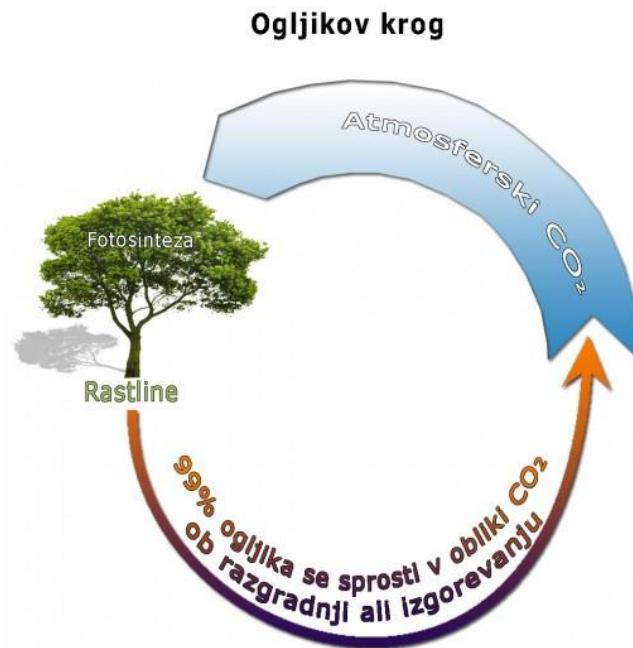 Ogljikov krog
Atmosferski CO₂
Fotosinteza
Rastline
99% ogljika se sprosti v obliki CO₂
ob razgradnji ali izgorevanju